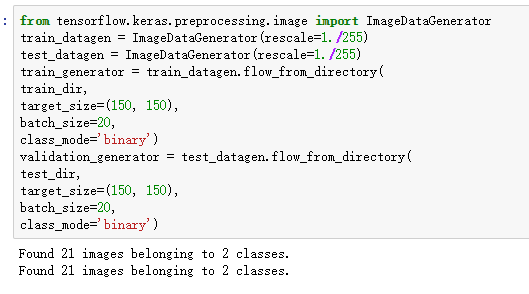 : from tensorflow.keras.preprocessing.image import ImageDataGenerator
train_datagen = ImageDataGenerator(rescale=1./255)
test_datagen = ImageDataGenerator(rescale=1./255)
train_generator = train_datagen.flow_from_directory(
train_dir,
target_size=(150, 150),
batch_size=20,
class_mode='binary')
validation_generator = test_datagen.flow_from_directory(
test_dir,
target_size=(150, 150),
batch_size=20,
class_mode='binary')
Found 21 images belonging to 2 classes.
Found 21 images belonging to 2 classes.